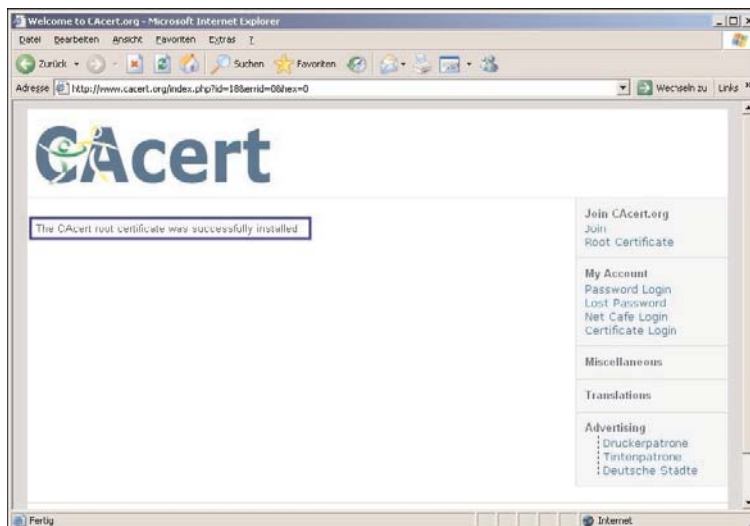 Welcome to CAcert.org - Microsoft Internet Explorer
Datei Bearbeiten Ansicht Favoriten Extras ?
Zurück Suchen Favoriten
Adresse http://www.cacert.org/index.php?id=18&errid=0&hex=0 Wechseln zu Links »
CAcert
The CAcert root certificate was successfully installed
Join CAcert.org
Join
Root Certificate
My Account
Password Login
Lost Password
Net Cafe Login
Certificate Login
Miscellaneous
Translations
Advertising
Druckerpatrone
Tintenpatrone
Deutsche Städte
Fertig Internet